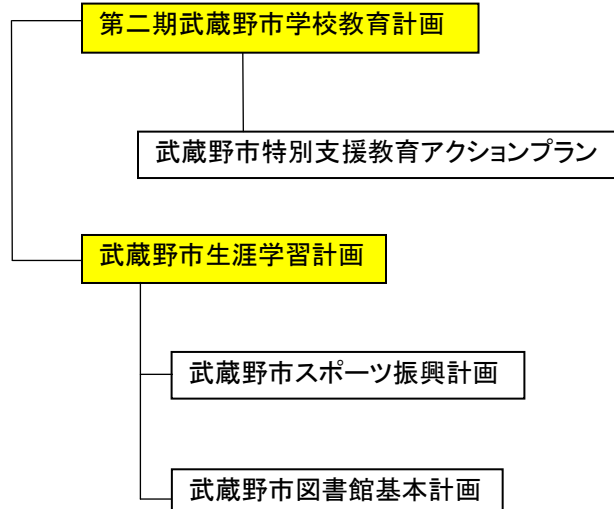 第二期武蔵野市学校教育計画
武蔵野市特別支援教育アクションプラン
武蔵野市生涯学習計画
武蔵野市スポーツ振興計画
武蔵野市図書館基本計画